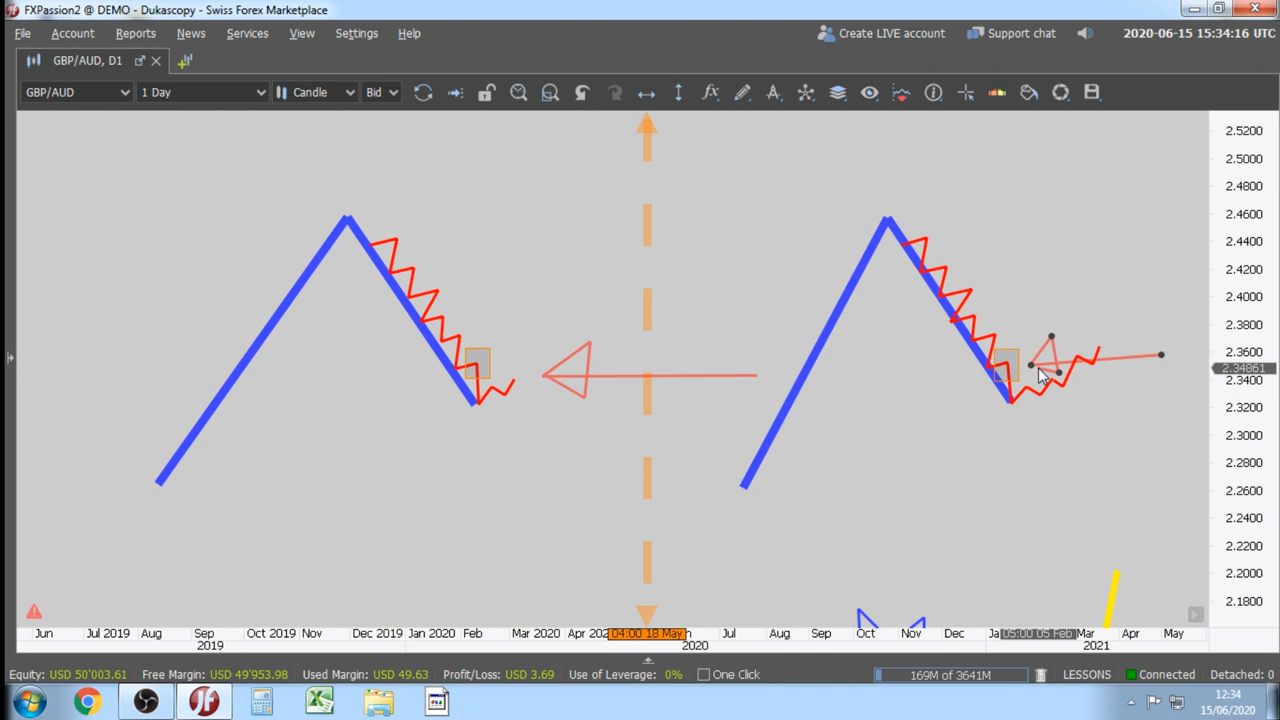 FXPassion2 @ DEMO - Dukascopy - Swiss Forex Marketplace
File Account Reports News Services View Settings Help
Create LIVE account Support chat 2020-06-15 15:34:16 UTC
GBP/AUD, D1
GBP/AUD 1 Day Candle Bid
2.5200
2.5000
2.4800
2.4600
2.4400
2.4200
2.4000
2.3800
2.3600
2.34861
2.3400
2.3200
2.3000
2.2800
2.2600
2.2400
2.2200
2.2000
2.1800
Jun Jul 2019 Aug Sep Oct 2019 Nov Dec 2019 Jan 2020 Feb Mar 2020 Apr 202 04:00 18 May n Jul Aug Sep Oct Nov Dec Ja 05:00 05 Feb Mar Apr May
2019 2020 2021
Equity: USD 50'003.61 Free Margin: USD 49'953.98 Used Margin: USD 49.63 Profit/Loss: USD 3.69 Use of Leverage: 0% One Click 169M of 3641M LESSONS Connected Detached: 0
12:34
15/06/2020